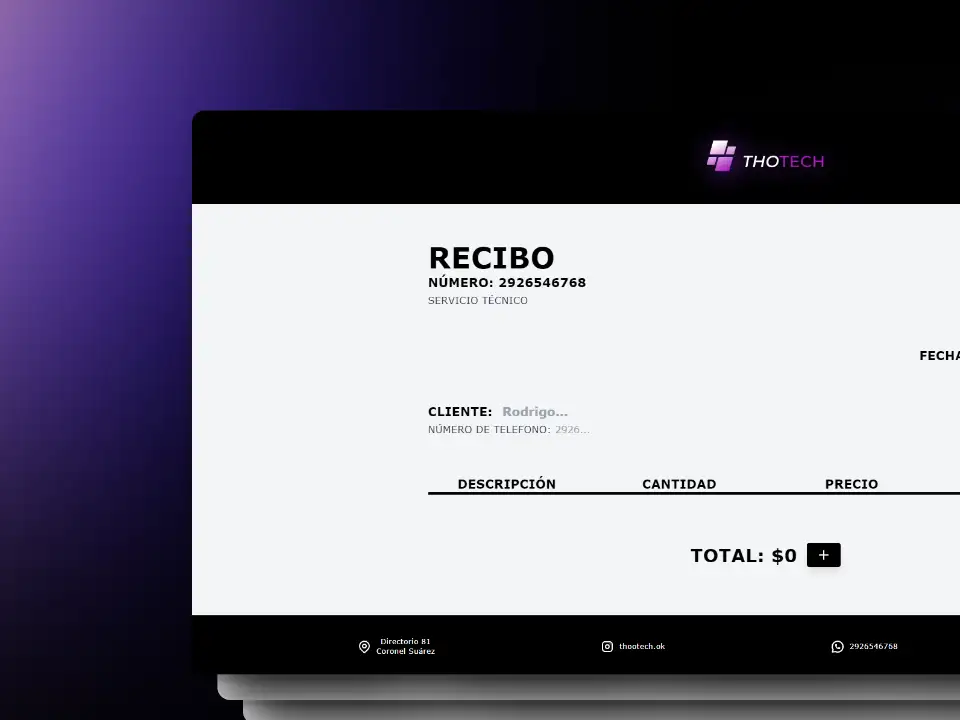 THOTECH
RECIBO
NÚMERO: 2926546768
SERVICIO TÉCNICO
FECHA
CLIENTE: Rodrigo...
NÚMERO DE TELEFONO: 2926...
DESCRIPCIÓN CANTIDAD PRECIO
TOTAL: $0 +
Directorio 81
Coronel Suárez
thootech.ok
2926546768